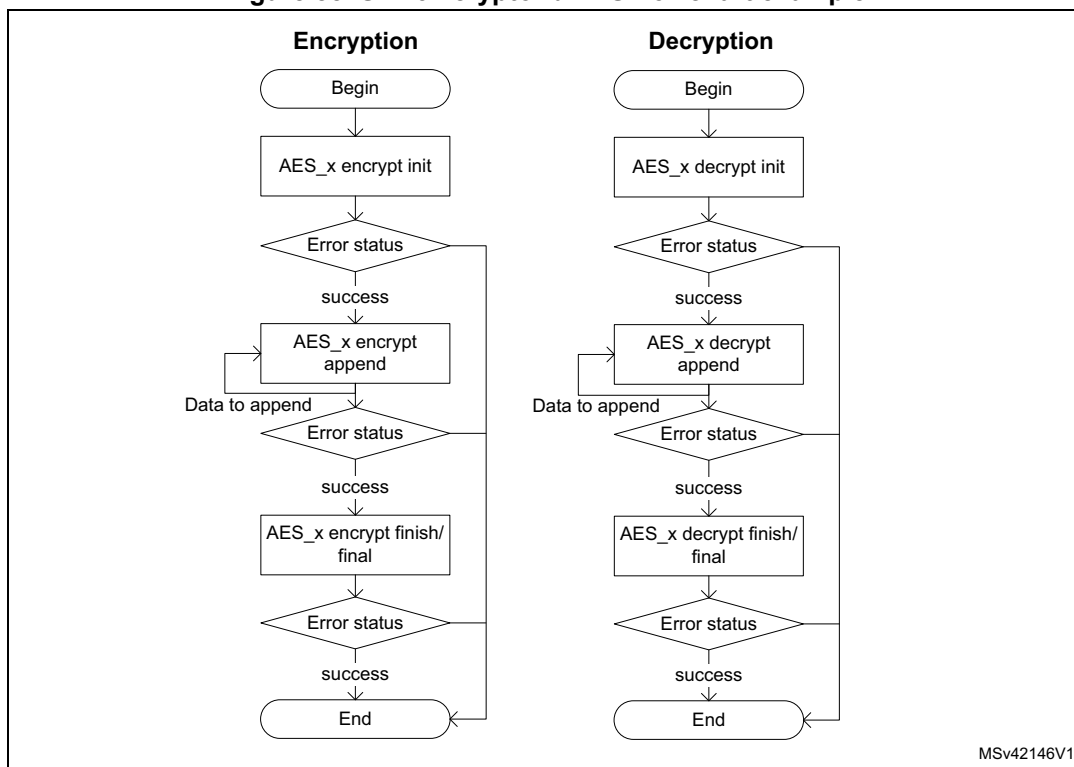 Encryption
Begin
AES_x encrypt init
Error status
success
AES_x encrypt
append
Data to append
Error status
success
AES_x encrypt finish/
final
Error status
success
End
Decryption
Begin
AES_x decrypt init
Error status
success
AES_x decrypt
append
Data to append
Error status
success
AES_x decrypt finish/
final
Error status
success
End
MSv42146V1